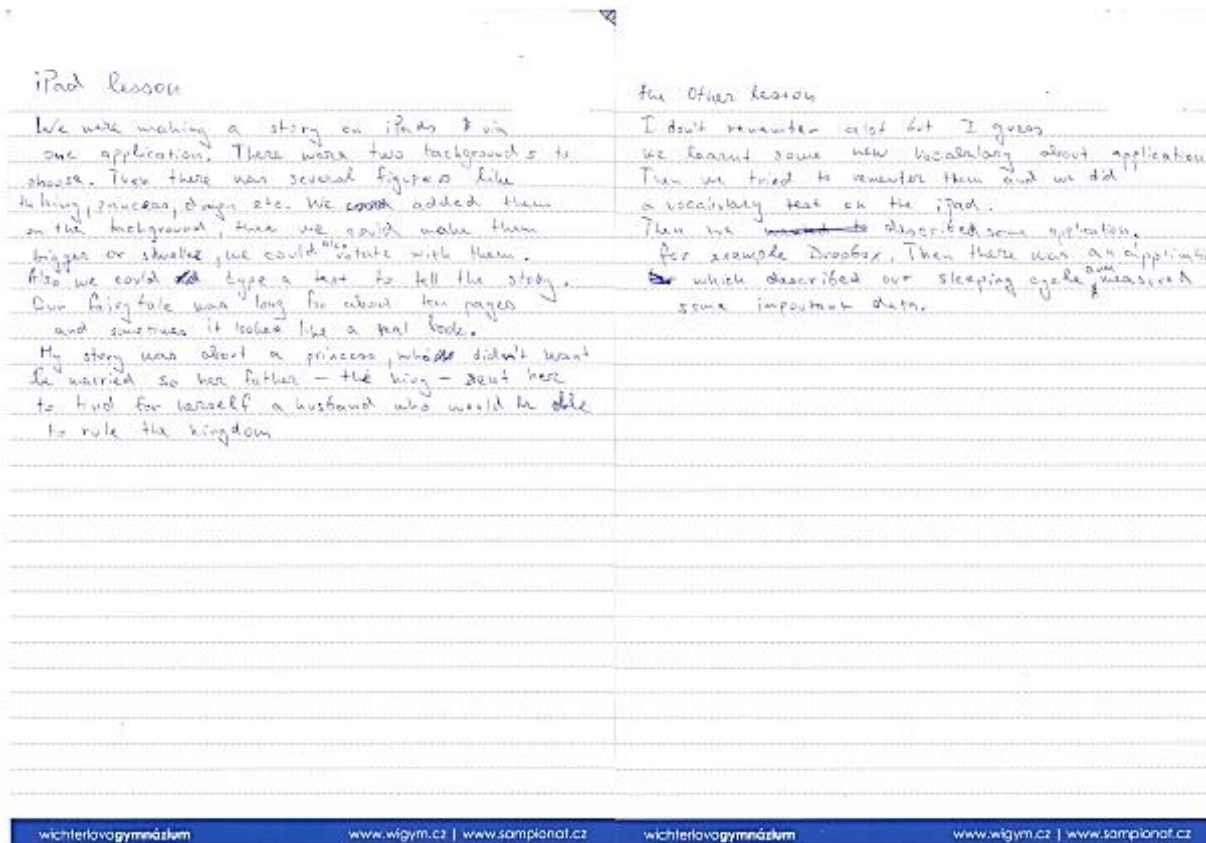 iPad lesson
We were making a story on iPads via
one application. There were two backgrounds to
choose. Then there was several figures like
king, princess, dragon etc. We added them
on the background, then we could make them
bigger or smaller, we could also rotate with them.
Also we could type a text to tell the story.
Our fairytale was long for about ten pages
and sometimes it looked like a real book.
My story was about a princess, who didn't want
be married so her father - the king - sent here
to find for herself a husband who would be able
to rule the kingdom
the Other lesson
I don't remember alot but I guess
we learnt some new vocabulary about application
Then we tried to remember them and we did
a vocabulary test on the iPad.
Then we described some aplication.
for example Dropbox. Then there was an applicati
which described our sleeping cycle, and measured
some important data.
wichterlovogymnázium www.wigym.cz | www.sampionat.cz
wichterlovogymnázium www.wigym.cz | www.sampionat.cz